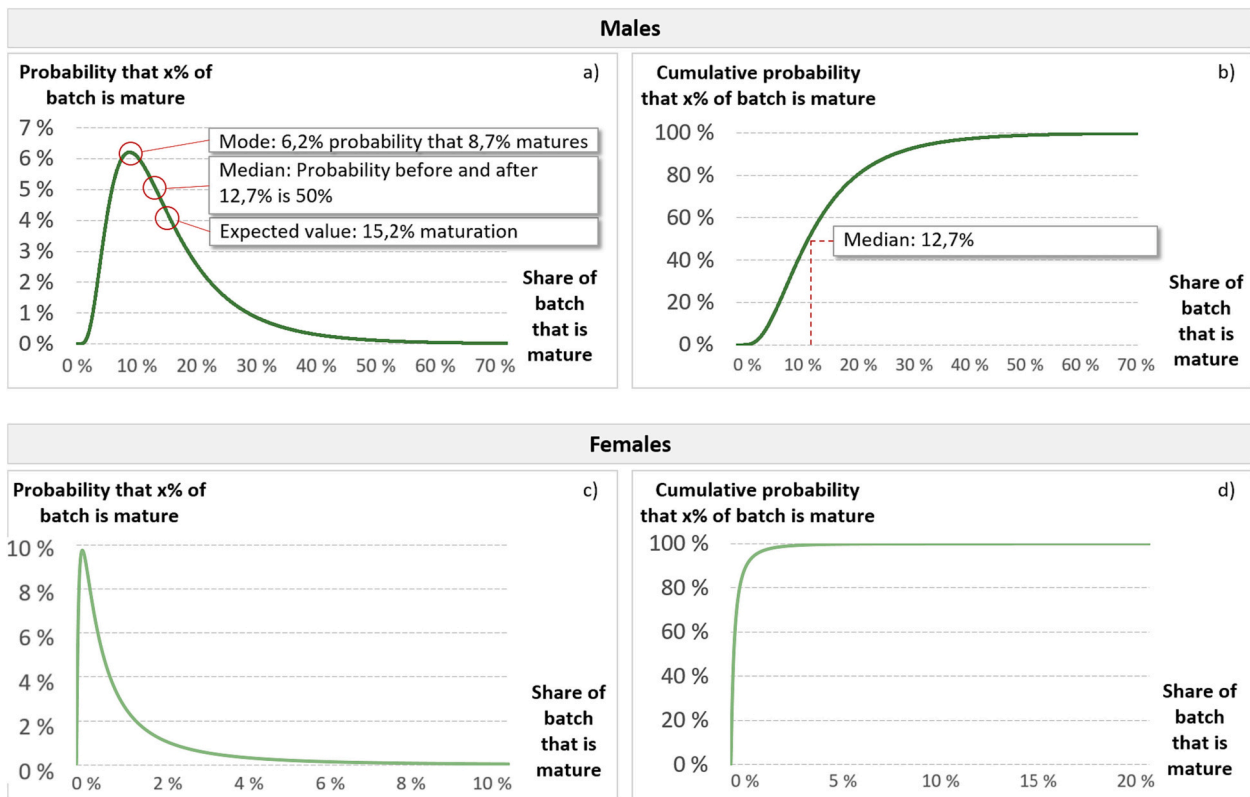 Males
Probability that x% of
batch is mature
a)
7 %
6 %
5 %
4 %
3 %
2 %
1 %
0 %
Mode: 6,2% probability that 8,7% matures
Median: Probability before and after
12,7% is 50%
Expected value: 15,2% maturation
Share of
batch
that is
mature
0 % 10 % 20 % 30 % 40 % 50 % 60 % 70 %
Cumulative probability
that x% of batch is mature
b)
100 %
80 %
60 %
40 %
20 %
0 %
Median: 12,7%
Share of
batch
that is
mature
0 % 10 % 20 % 30 % 40 % 50 % 60 % 70 %
Females
Probability that x% of
batch is mature
c)
10 %
8 %
6 %
4 %
2 %
0 %
Share of
batch
that is
mature
0 % 2 % 4 % 6 % 8 % 10 %
Cumulative probability
that x% of batch is mature
d)
100 %
80 %
60 %
40 %
20 %
0 %
Share of
batch
that is
mature
0 % 5 % 10 % 15 % 20 %